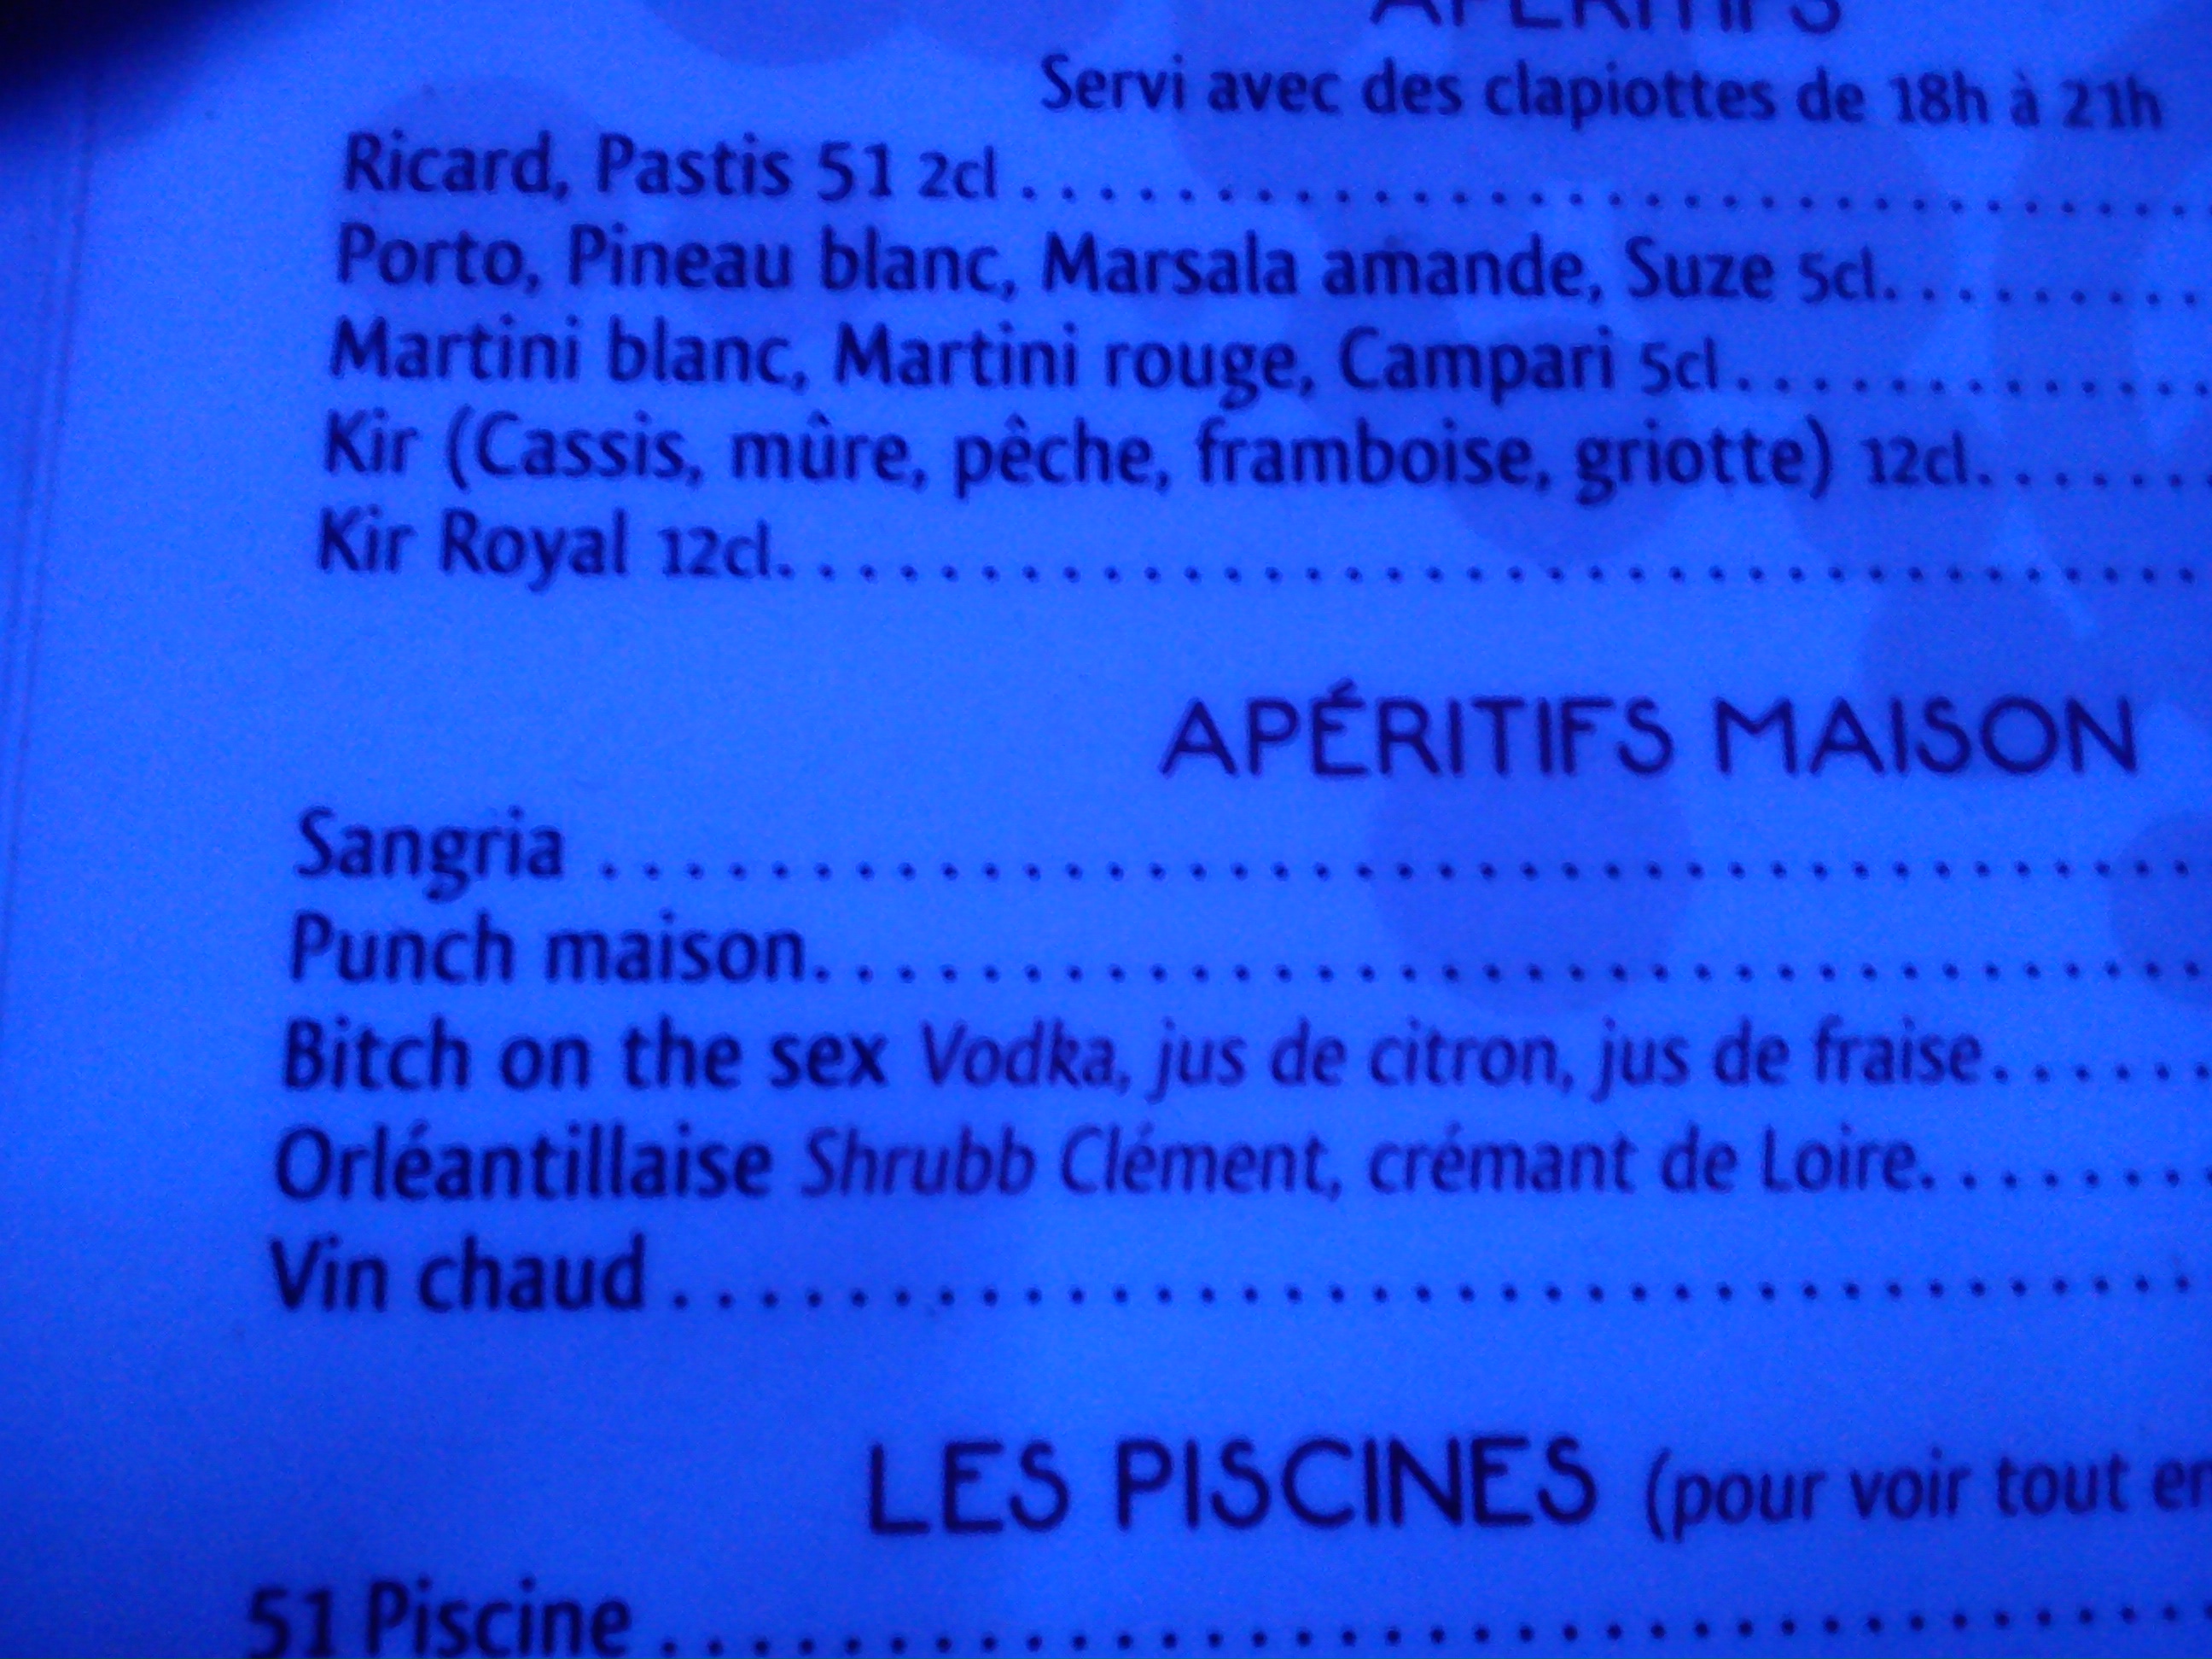 APÉRITIFS
Servi avec des clapiottes de 18h à 21h
Ricard, Pastis 51 2cl
Porto, Pineau blanc, Marsala amande, Suze 5cl
Martini blanc, Martini rouge, Campari 5cl
Kir (Cassis, mûre, pêche, framboise, griotte) 12cl
Kir Royal 12cl
APÉRITIFS MAISON
Sangria
Punch maison
Bitch on the sex Vodka, jus de citron, jus de fraise
Orléantillaise Shrubb Clément, crémant de Loire
Vin chaud
LES PISCINES (pour voir tout en
51 Piscine